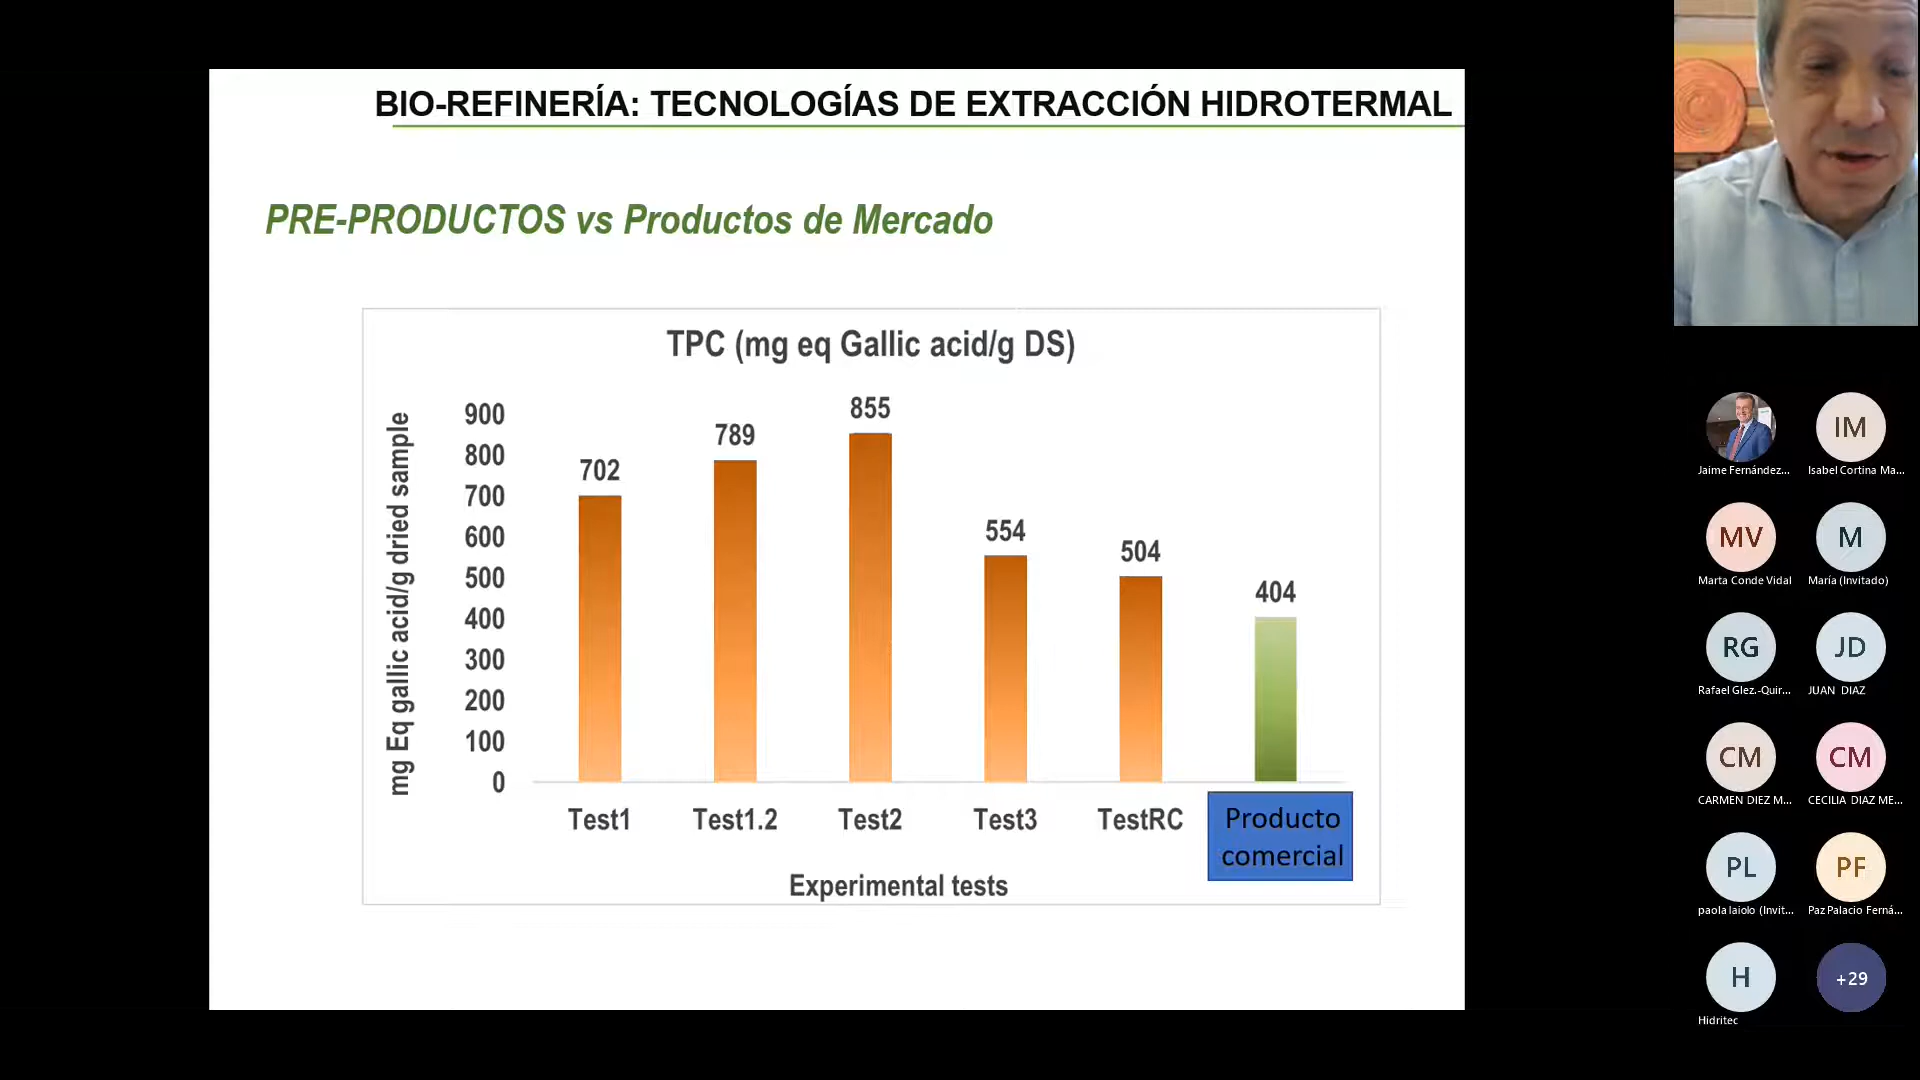 BIO-REFINERÍA: TECNOLOGÍAS DE EXTRACCIÓN HIDROTERMAL
PRE-PRODUCTOS vs Productos de Mercado
TPC (mg eq Gallic acid/g DS)
mg Eq gallic acid/g dried sample
900
800
700
600
500
400
300
200
100
0
702
789
855
554
504
404
Test1
Test1.2
Test2
Test3
TestRC
Producto
comercial
Experimental tests
Jaime Fernández...
IM
Isabel Cortina Ma...
MV
Marta Conde Vidal
M
María (Invitado)
RG
Rafael Glez.-Quir...
JD
JUAN DIAZ
CM
CARMEN DIEZ M...
CM
CECILIA DIAZ ME...
PL
paola laiolo (Invit...
PF
Paz Palacio Ferná...
H
Hidritec
+29